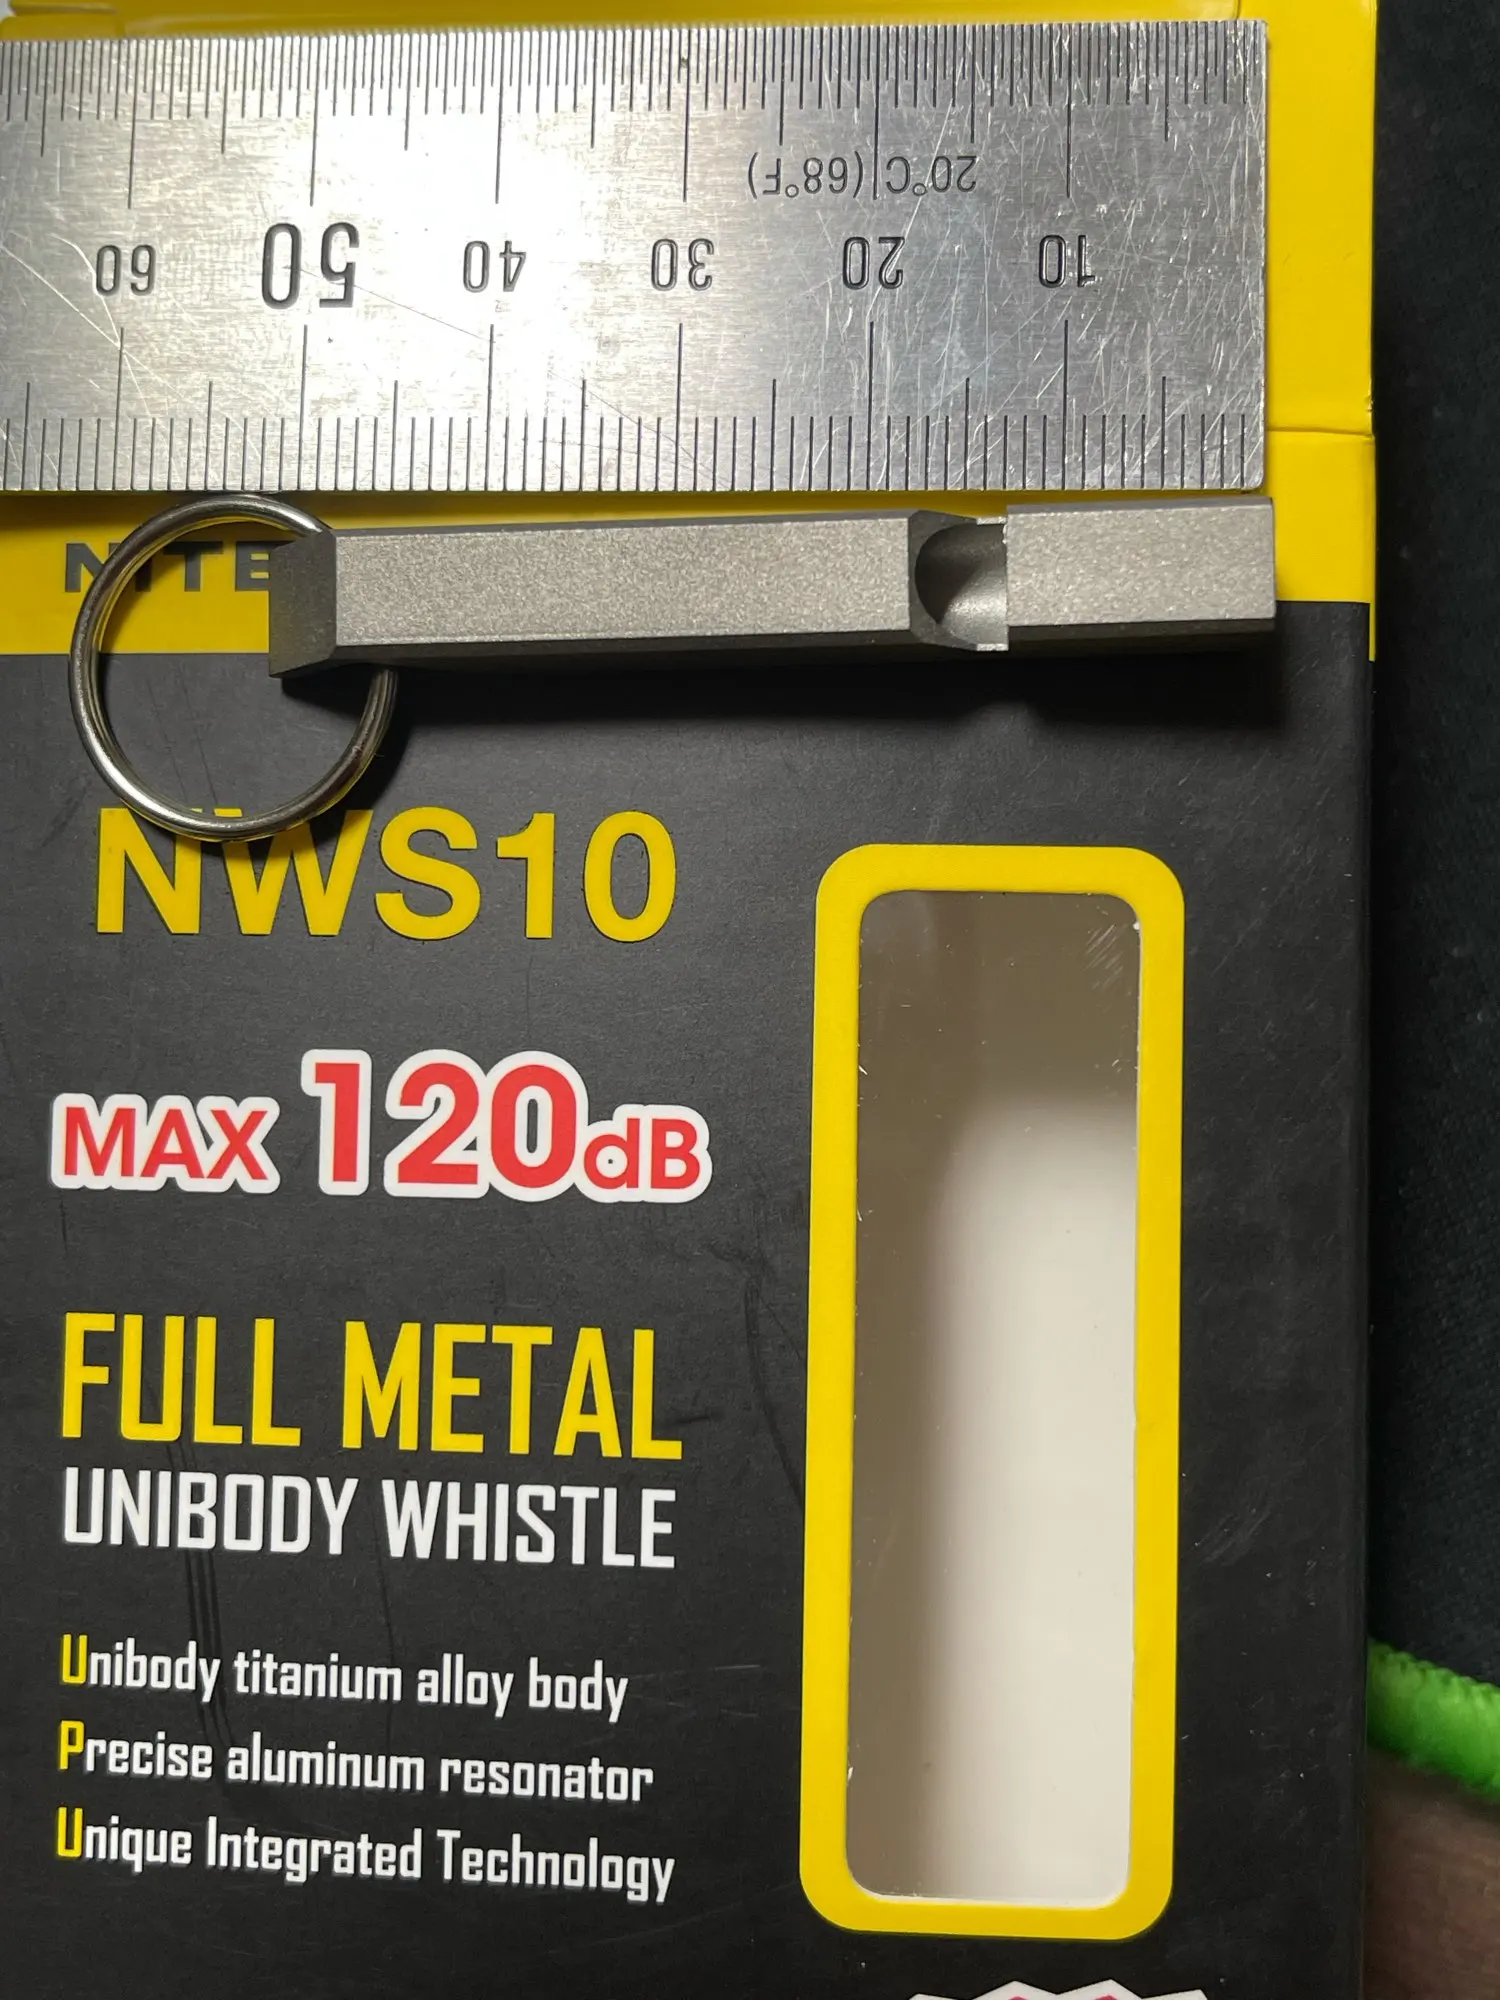 20°C (68°F)
10 20 30 40 50 60
NITE
NWS10
MAX 120dB
FULL METAL
UNIBODY WHISTLE
Unibody titanium alloy body
Precise aluminum resonator
Unique Integrated Technology